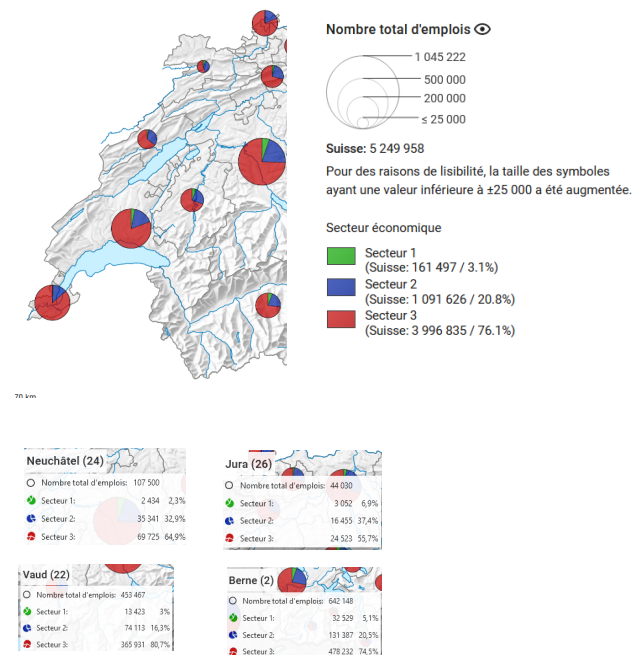 Nombre total d'emplois
1 045 222
500 000
200 000
≤ 25 000
Suisse: 5 249 958
Pour des raisons de lisibilité, la taille des symboles
ayant une valeur inférieure à ±25 000 a été augmentée.
Secteur économique
Secteur 1
(Suisse: 161 497 / 3.1%)
Secteur 2
(Suisse: 1 091 626 / 20.8%)
Secteur 3
(Suisse: 3 996 835 / 76.1%)
70 km
Neuchâtel (24)
Nombre total d'emplois: 107 500
Secteur 1: 2 434 2,3%
Secteur 2: 35 341 32,9%
Secteur 3: 69 725 64,9%
Jura (26)
Nombre total d'emplois: 44 030
Secteur 1: 3 052 6,9%
Secteur 2: 16 455 37,4%
Secteur 3: 24 523 55,7%
Vaud (22)
Nombre total d'emplois: 453 467
Secteur 1: 13 423 3%
Secteur 2: 74 113 16,3%
Secteur 3: 365 931 80,7%
Berne (2)
Nombre total d'emplois: 642 148
Secteur 1: 32 529 5,1%
Secteur 2: 131 387 20,5%
Secteur 3: 478 232 74,5%